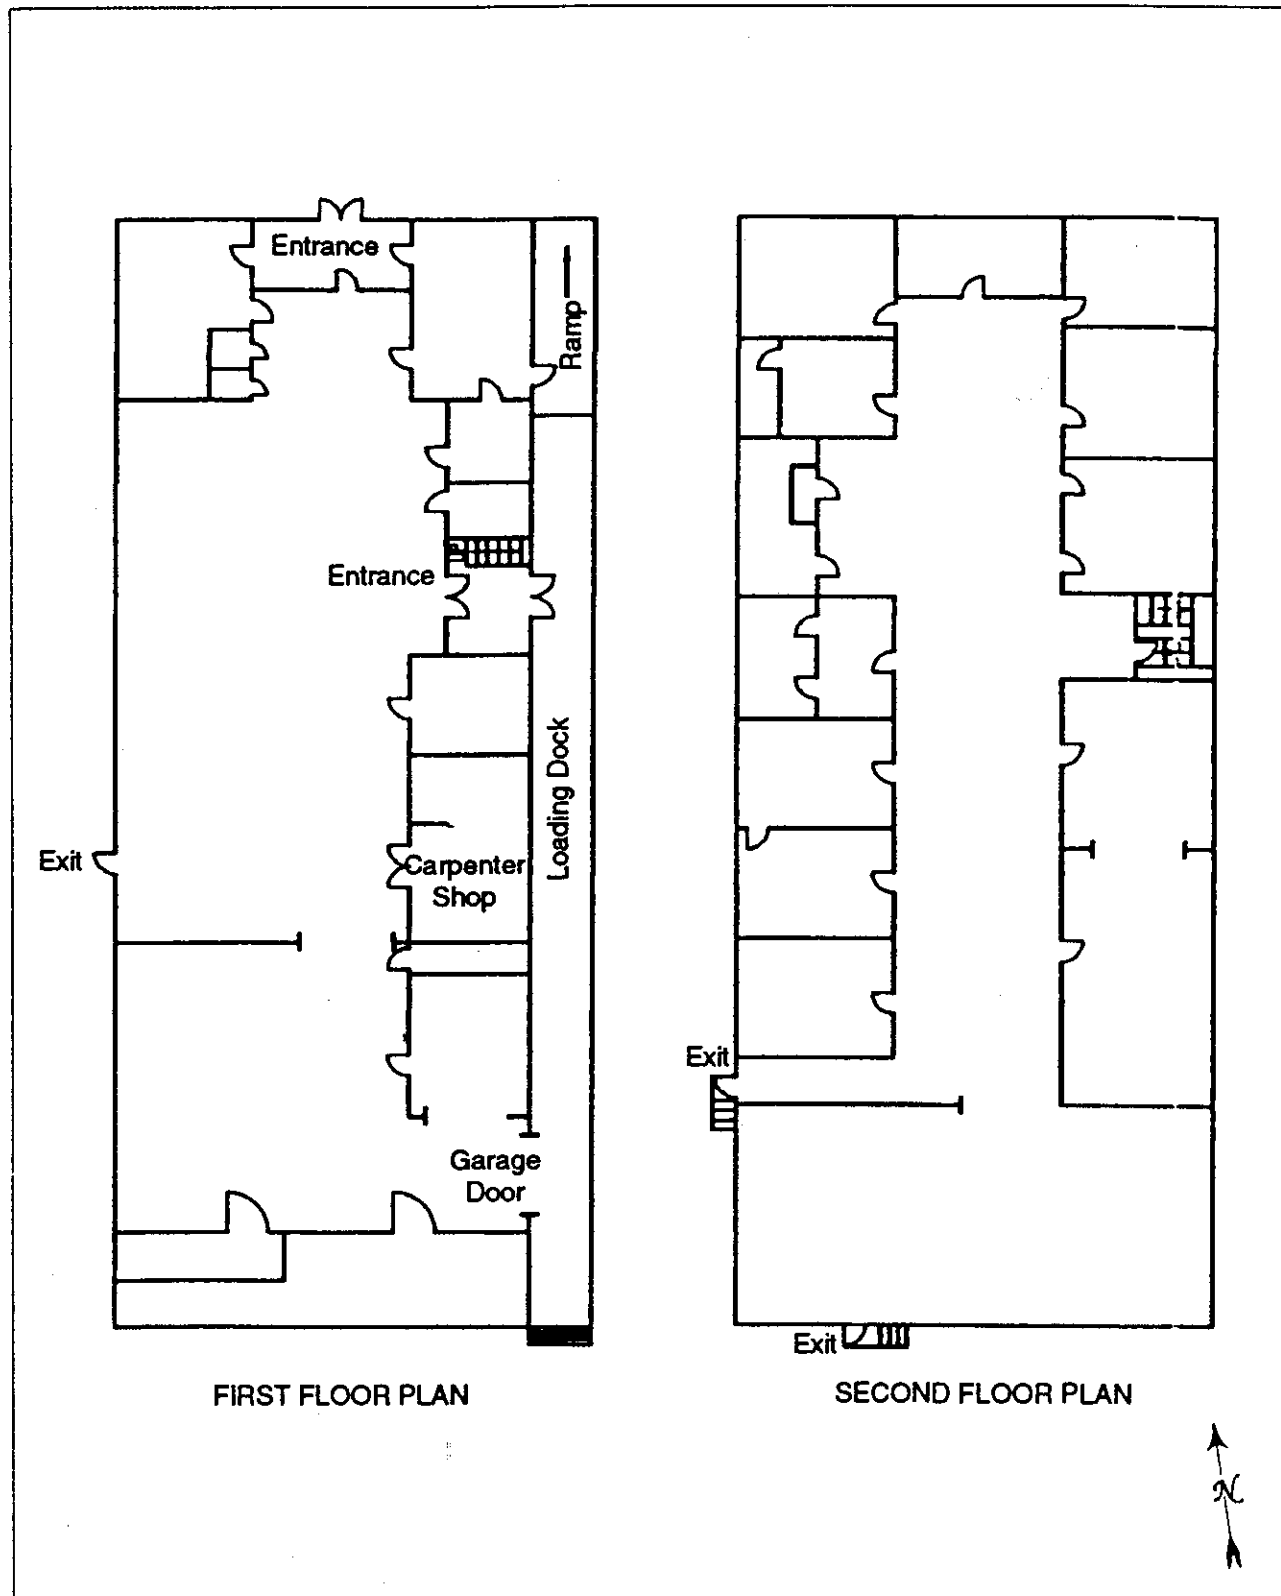 Entrance
Ramp
Entrance
Loading Dock
Exit
Carpenter
Shop
Garage
Door
FIRST FLOOR PLAN
Exit
Exit
SECOND FLOOR PLAN
N